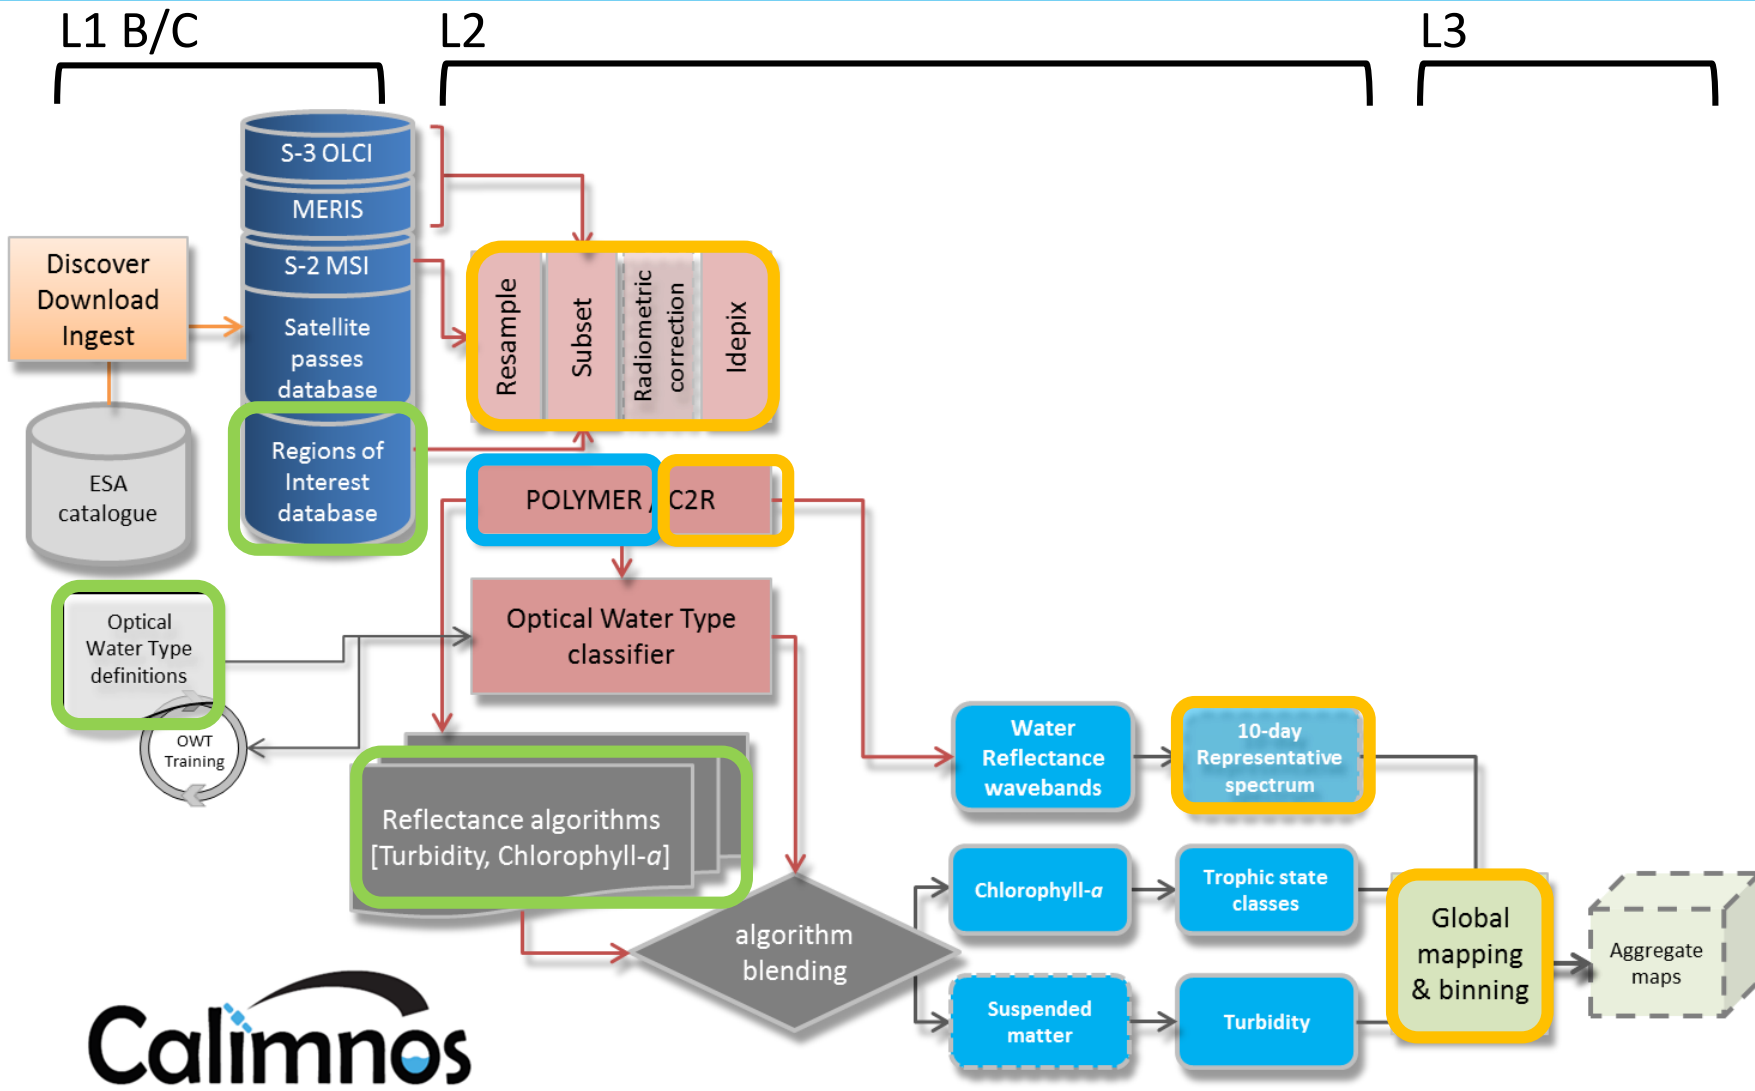 L1 B/C
L2
L3
S-3 OLCI
MERIS
S-2 MSI
Satellite
passes
database
Regions of
Interest
database
Discover
Download
Ingest
ESA
catalogue
Resample
Subset
Radiometric
correction
Idepix
POLYMER / C2R
Optical Water Type
classifier
Optical
Water Type
definitions
OWT
Training
Reflectance algorithms
[Turbidity, Chlorophyll-a]
algorithm
blending
Water
Reflectance
wavebands
10-day
Representative
spectrum
Chlorophyll-a
Trophic state
classes
Suspended
matter
Turbidity
Global
mapping
& binning
Aggregate
maps
Calimnos